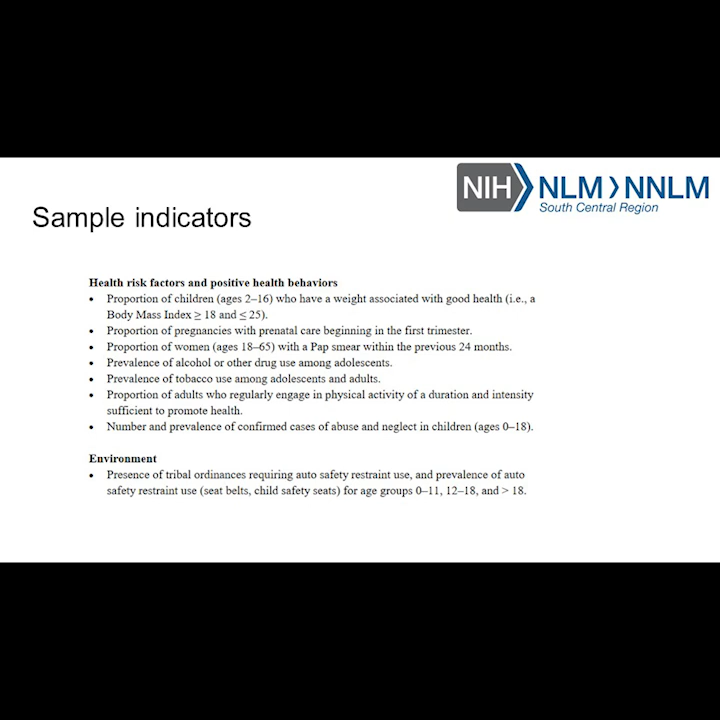 NIH NLM NNLM
South Central Region
Sample indicators
Health risk factors and positive health behaviors
• Proportion of children (ages 2–16) who have a weight associated with good health (i.e., a
Body Mass Index ≥ 18 and ≤ 25).
• Proportion of pregnancies with prenatal care beginning in the first trimester.
• Proportion of women (ages 18–65) with a Pap smear within the previous 24 months.
• Prevalence of alcohol or other drug use among adolescents.
• Prevalence of tobacco use among adolescents and adults.
• Proportion of adults who regularly engage in physical activity of a duration and intensity
sufficient to promote health.
• Number and prevalence of confirmed cases of abuse and neglect in children (ages 0–18).
Environment
• Presence of tribal ordinances requiring auto safety restraint use, and prevalence of auto
safety restraint use (seat belts, child safety seats) for age groups 0–11, 12–18, and > 18.